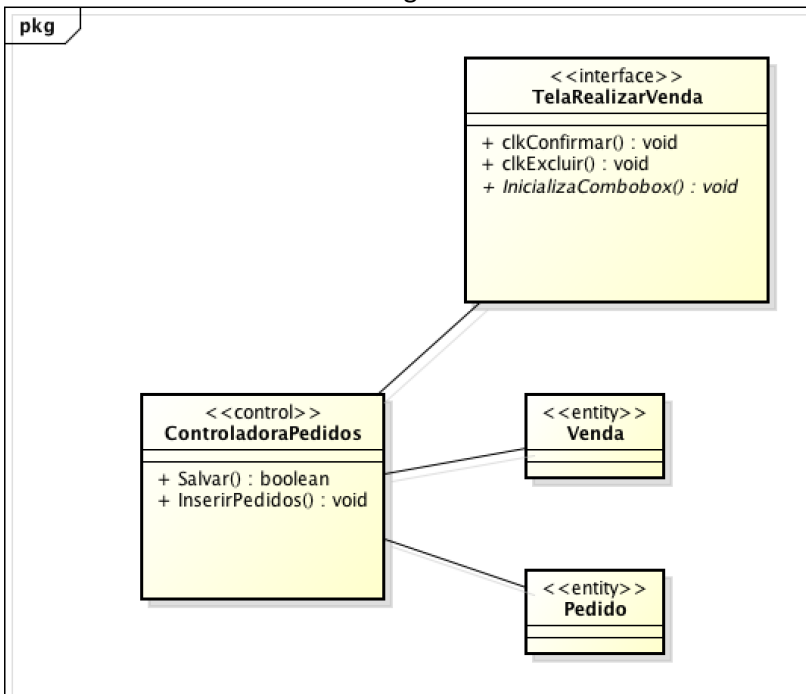 pkg
<<interface>>
TelaRealizarVenda
+ clkConfirmar() : void
+ clkExcluir() : void
+ InicializaCombobox() : void
<<control>>
ControladoraPedidos
+ Salvar() : boolean
+ InserirPedidos() : void
<<entity>>
Venda
<<entity>>
Pedido